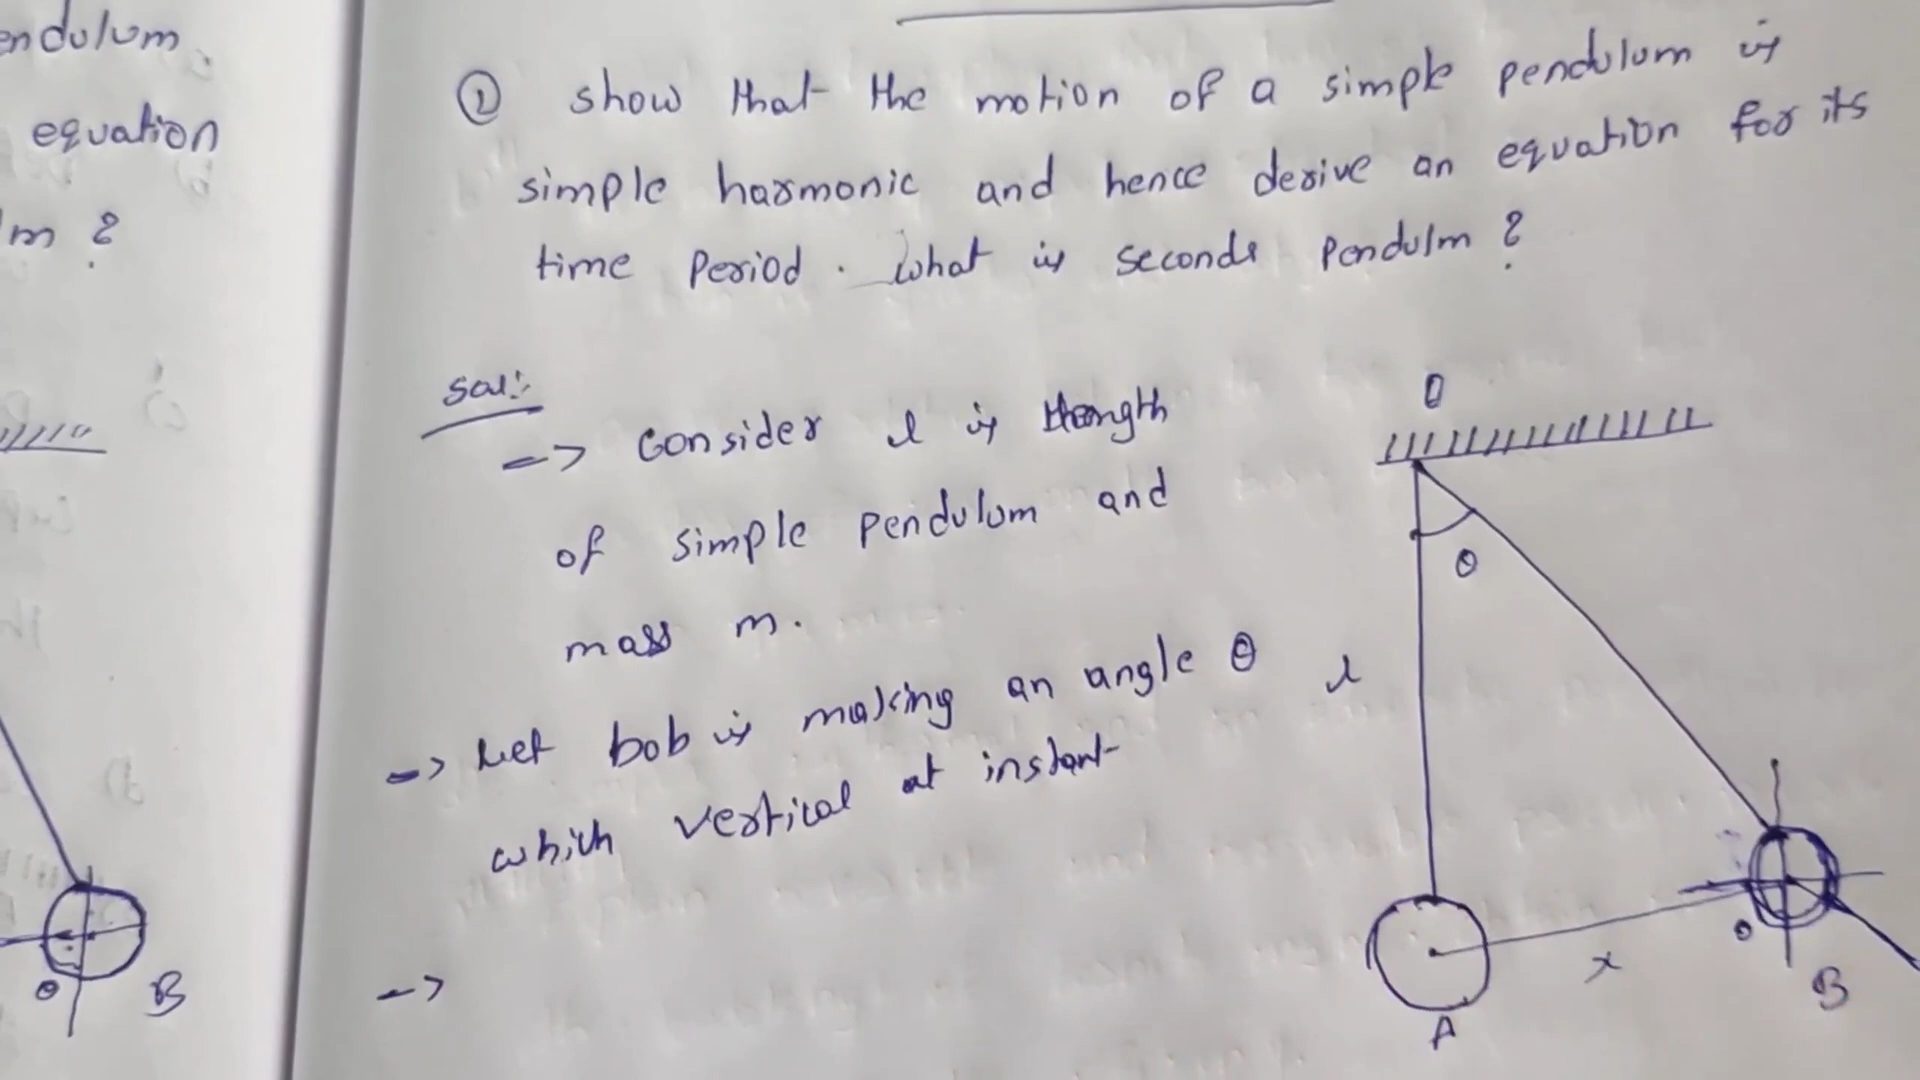 endulum
equation
m ?
① show that the motion of a simple pendulum is
simple harmonic and hence derive an equation for its
time period. what is seconds pendulm ?
Sol:
-> Consider l is length
of simple pendulum and
mass m.
-> Let bob is making an angle θ
which vertical at instant
->
O
θ
l
x
θ
A
B
θ
B